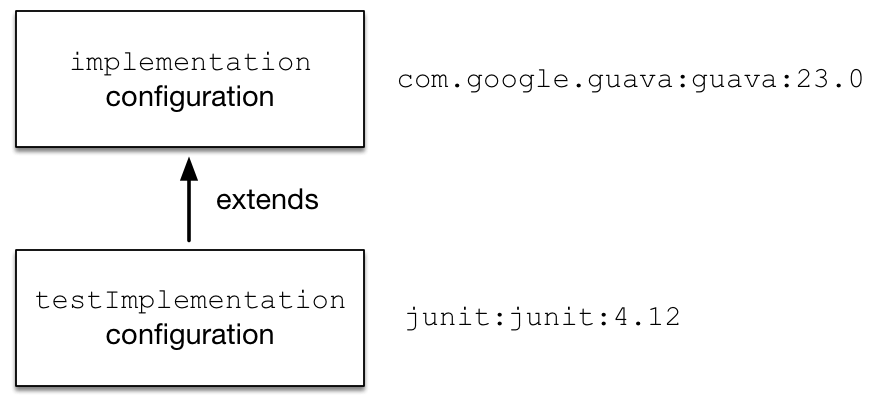 implementation
configuration
com.google.guava:guava:23.0
extends
testImplementation
configuration
junit:junit:4.12